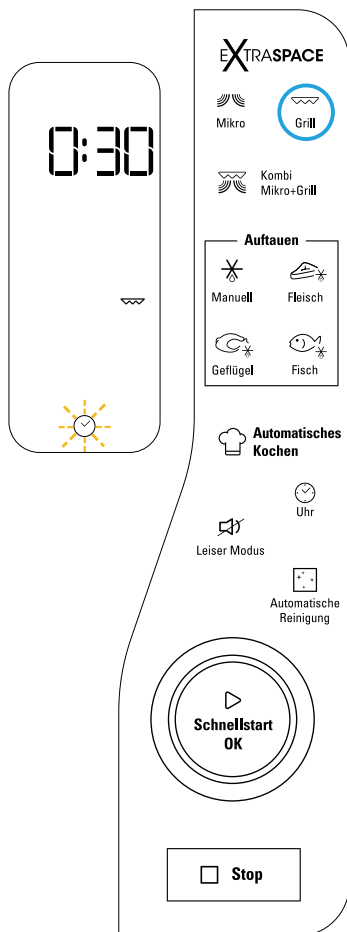 0:30
EXTRASPACE
Mikro
Grill
Kombi
Mikro+Grill
Auftauen
Manuell
Fleisch
Geflügel
Fisch
Automatisches
Kochen
Uhr
Leiser Modus
Automatische
Reinigung
Schnellstart
OK
Stop